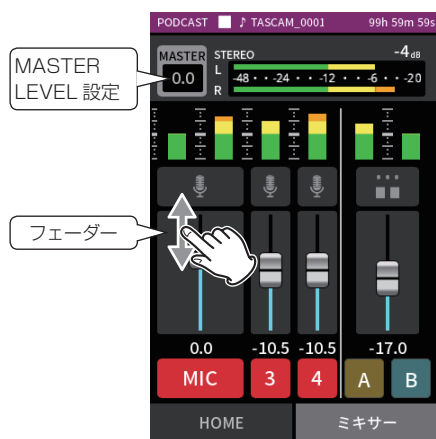 PODCAST ♪ TASCAM_0001 99h 59m 59s
MASTER
0.0
STEREO -4dB
L
-48 -24 -12 -6 -20
R
MASTER
LEVEL 設定
フェーダー
0.0 -10.5 -10.5 -17.0
MIC 3 4 A B
HOME ミキサー